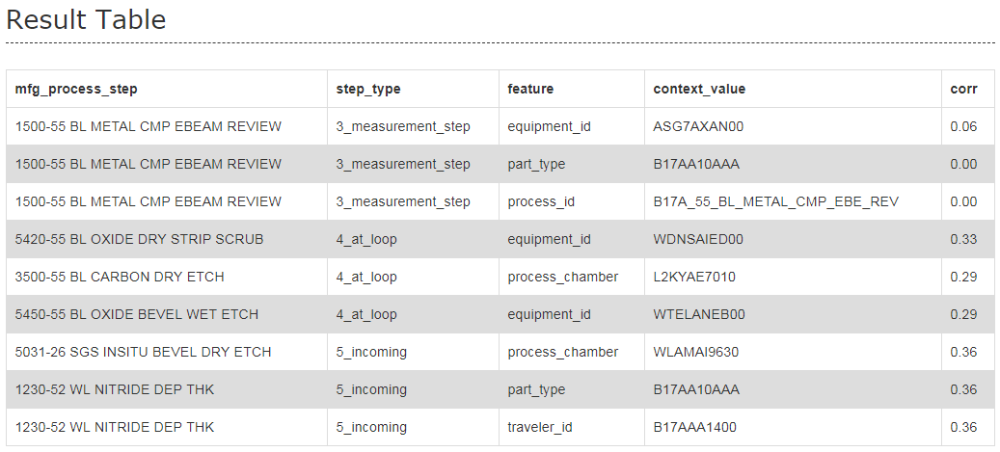 Result Table
mfg_process_step step_type feature context_value corr
1500-55 BL METAL CMP EBEAM REVIEW 3_measurement_step equipment_id ASG7AXAN00 0.06
1500-55 BL METAL CMP EBEAM REVIEW 3_measurement_step part_type B17AA10AAA 0.00
1500-55 BL METAL CMP EBEAM REVIEW 3_measurement_step process_id B17A_55_BL_METAL_CMP_EBE_REV 0.00
5420-55 BL OXIDE DRY STRIP SCRUB 4_at_loop equipment_id WDNSAIED00 0.33
3500-55 BL CARBON DRY ETCH 4_at_loop process_chamber L2KYAE7010 0.29
5450-55 BL OXIDE BEVEL WET ETCH 4_at_loop equipment_id WTELANEB00 0.29
5031-26 SGS INSITU BEVEL DRY ETCH 5_incoming process_chamber WLAMAI9630 0.36
1230-52 WL NITRIDE DEP THK 5_incoming part_type B17AA10AAA 0.36
1230-52 WL NITRIDE DEP THK 5_incoming traveler_id B17AAA1400 0.36